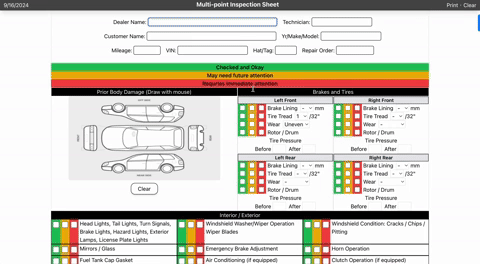 9/18/2024
Multi-point Inspection Sheet
Print - Clear
Dealer Name:
Technician:
Customer Name:
Yr/Make/Model:
Mileage:
VIN:
Hat/Tag:
Repair Order:
Checked and Okay
May need future attention
Requires immediate attention
Prior Body Damage (Draw with mouse)
Brakes and Tires
Clear
Left Front
Brake Lining - mm
Tire Tread 1 /32"
Wear Uneven
Rotor / Drum
Tire Pressure
Before After
Right Front
Brake Lining - mm
Tire Tread - /32"
Wear -
Rotor / Drum
Tire Pressure
Before After
Left Rear
Brake Lining - mm
Tire Tread - /32"
Wear -
Rotor / Drum
Tire Pressure
Before After
Right Rear
Brake Lining - mm
Tire Tread - /32"
Wear -
Rotor / Drum
Tire Pressure
Before After
Interior / Exterior
Head Lights, Tail Lights, Turn Signals,
Brake Lights, Hazard Lights, Exterior
Lamps, License Plate Lights
Windshield Washer/Wiper Operation
Wiper Blades
Windshield Condition: Cracks / Chips /
Pitting
Mirrors / Glass
Emergency Brake Adjustment
Horn Operation
Fuel Tank Cap Gasket
Air Conditioning (if equipped)
Clutch Operation (if equipped)